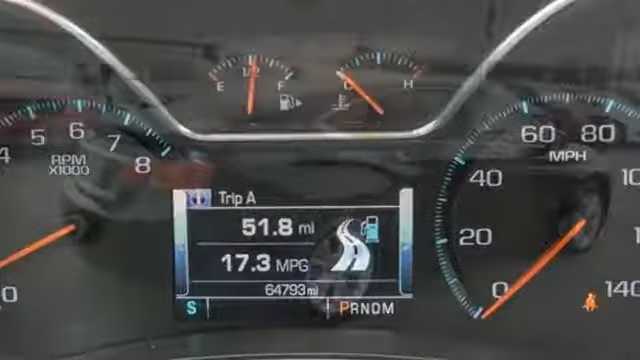 1/2
E F
C H
4 5 6 7 8
RPM
X1000
0
60 80
MPH
40
20
0
140
Trip A
51.8 mi
17.3 MPG
64793 mi
S PRNDM